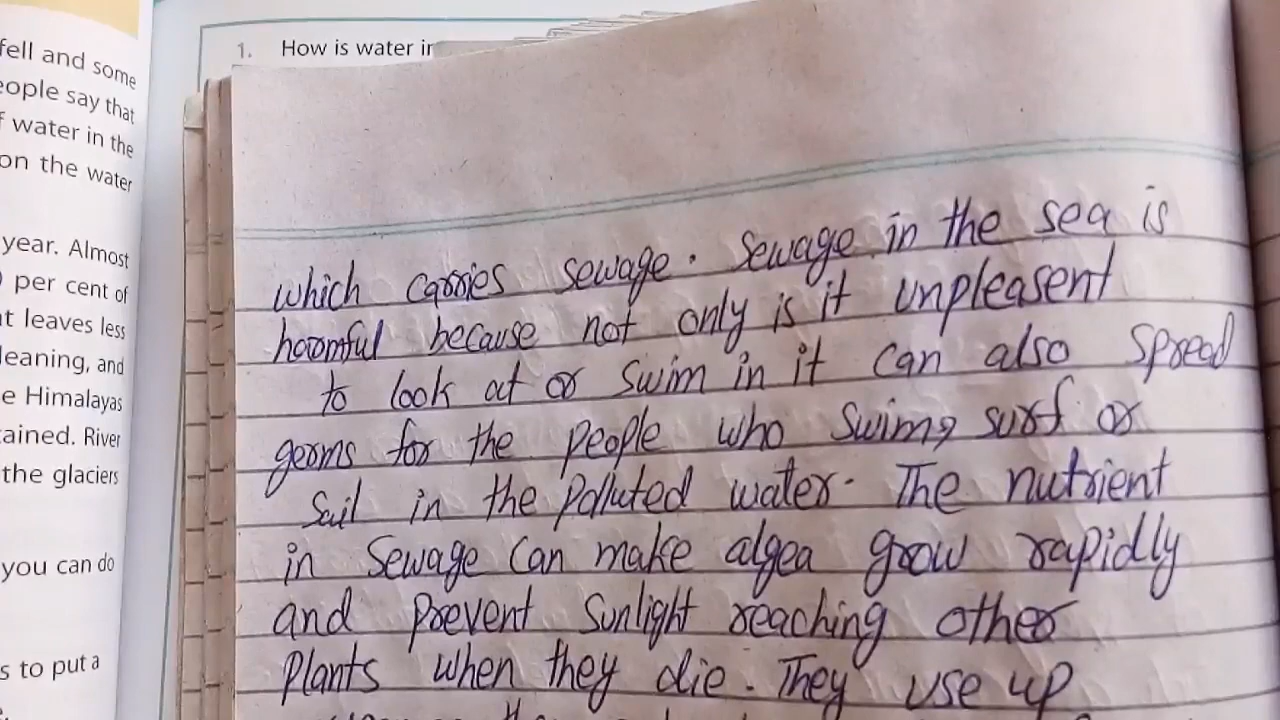 fell and some
people say that
f water in the
on the water
year. Almost
per cent of
leaves less
leaning, and
e Himalayas
tained. River
the glaciers
you can do
s to put a
1. How is water in
which carries sewage. Sewage in the sea is
harmful because not only is it unpleasent
to look at or swim in it can also spread
germs for the people who swim, surf or
Sail in the Polluted water. The nutrient
in Sewage Can make algea grow rapidly
and prevent Sunlight reaching other
Plants when they die. They use up